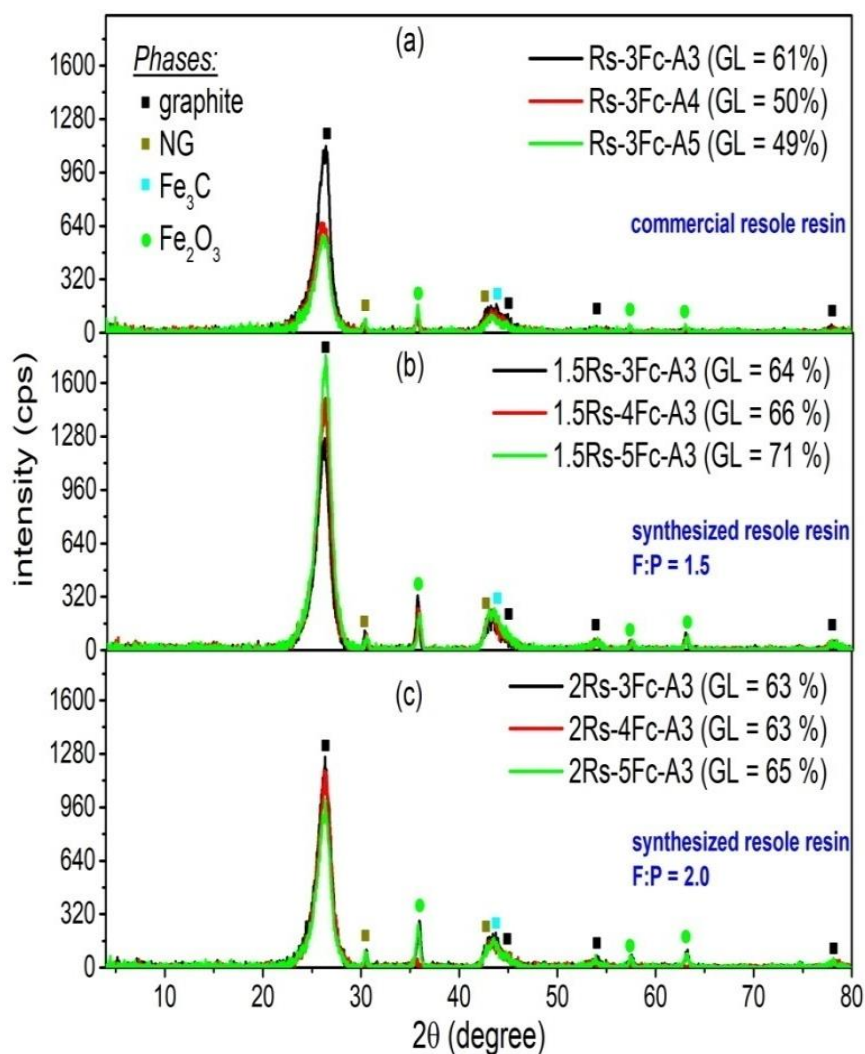 (a)
Phases:
graphite
NG
Fe₃C
Fe₂O₃
Rs-3Fc-A3 (GL = 61%)
Rs-3Fc-A4 (GL = 50%)
Rs-3Fc-A5 (GL = 49%)
commercial resole resin
1600
1280
960
640
320
0
(b)
1.5Rs-3Fc-A3 (GL = 64 %)
1.5Rs-4Fc-A3 (GL = 66 %)
1.5Rs-5Fc-A3 (GL = 71 %)
synthesized resole resin
F:P = 1.5
1600
1280
960
640
320
0
intensity (cps)
(c)
2Rs-3Fc-A3 (GL = 63 %)
2Rs-4Fc-A3 (GL = 63 %)
2Rs-5Fc-A3 (GL = 65 %)
synthesized resole resin
F:P = 2.0
1600
1280
960
640
320
0
10 20 30 40 50 60 70 80
2θ (degree)